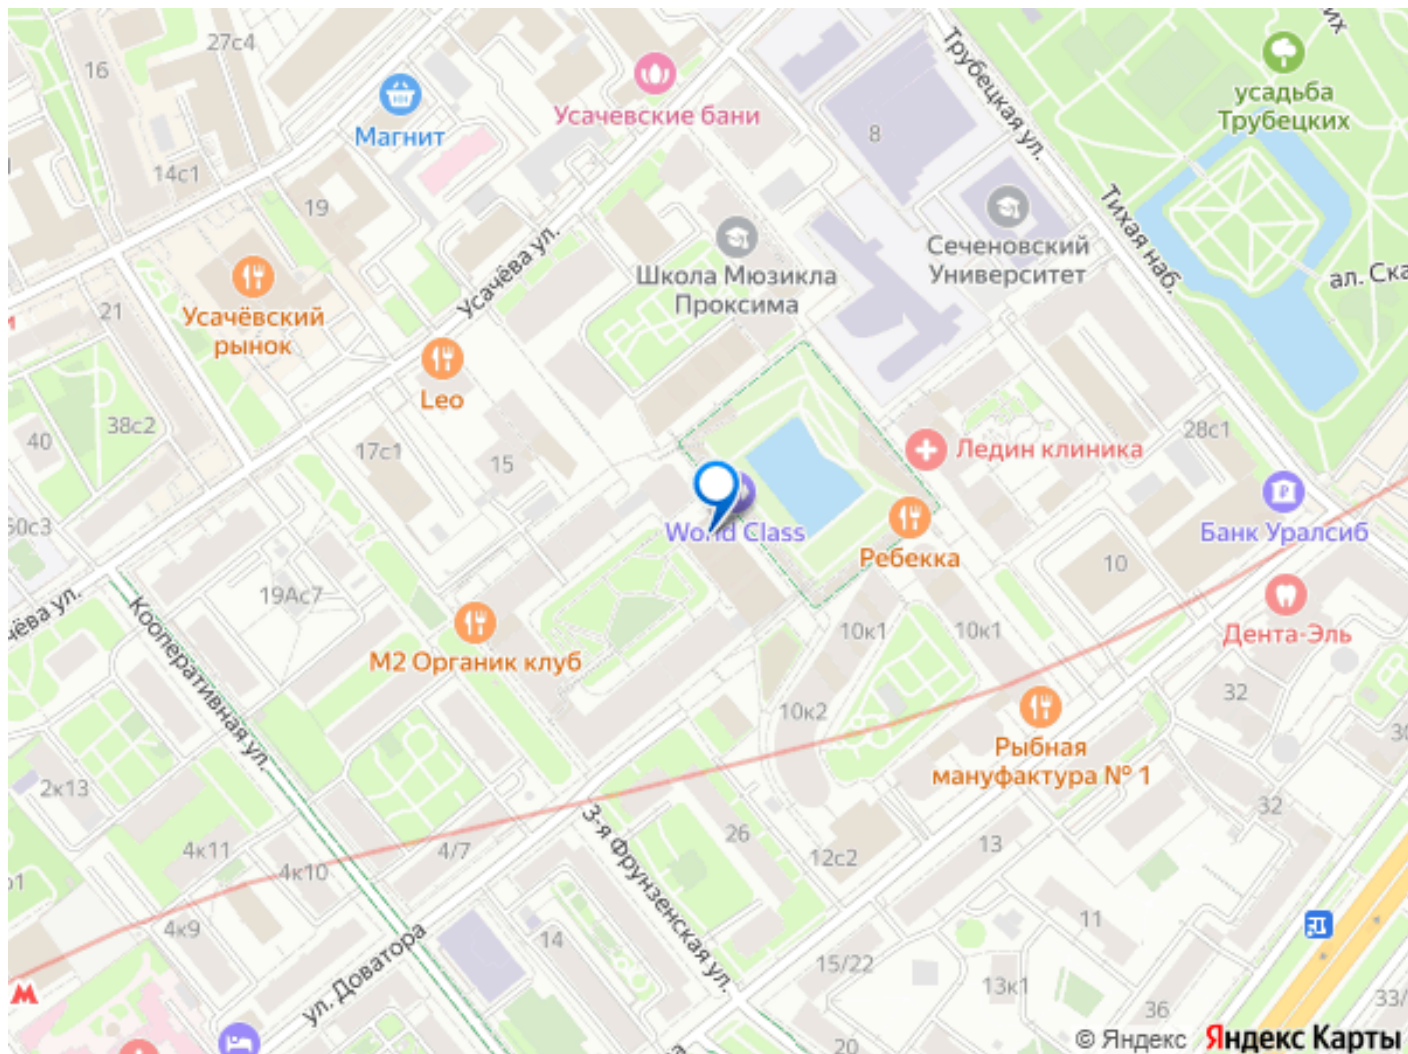 27с4
16
Магнит
14с1
19
Усачевские бани
Трубецкая ул.
8
усадьба
Трубецких
Тихая наб.
Сеченовский
Университет
ал. Ска
Школа Мюзикла
Проксима
Усачёва ул.
Усачёвский
рынок
21
Leo
38с2
40
17с1
15
28с1
Ледин клиника
World Class
Ребекка
Банк Уралсиб
10
Дента-Эль
19Ас7
Кооперативная ул.
М2 Органик клуб
10к1
10к1
10к2
32
Рыбная
мануфактура № 1
2к13
4к11
4к10
4/7
4к9
3-я Фрунзенская ул.
26
12с2
13
32
11
14
15/22
13к1
36
33/
20
ул. Доватора
© Яндекс Яндекс Карты